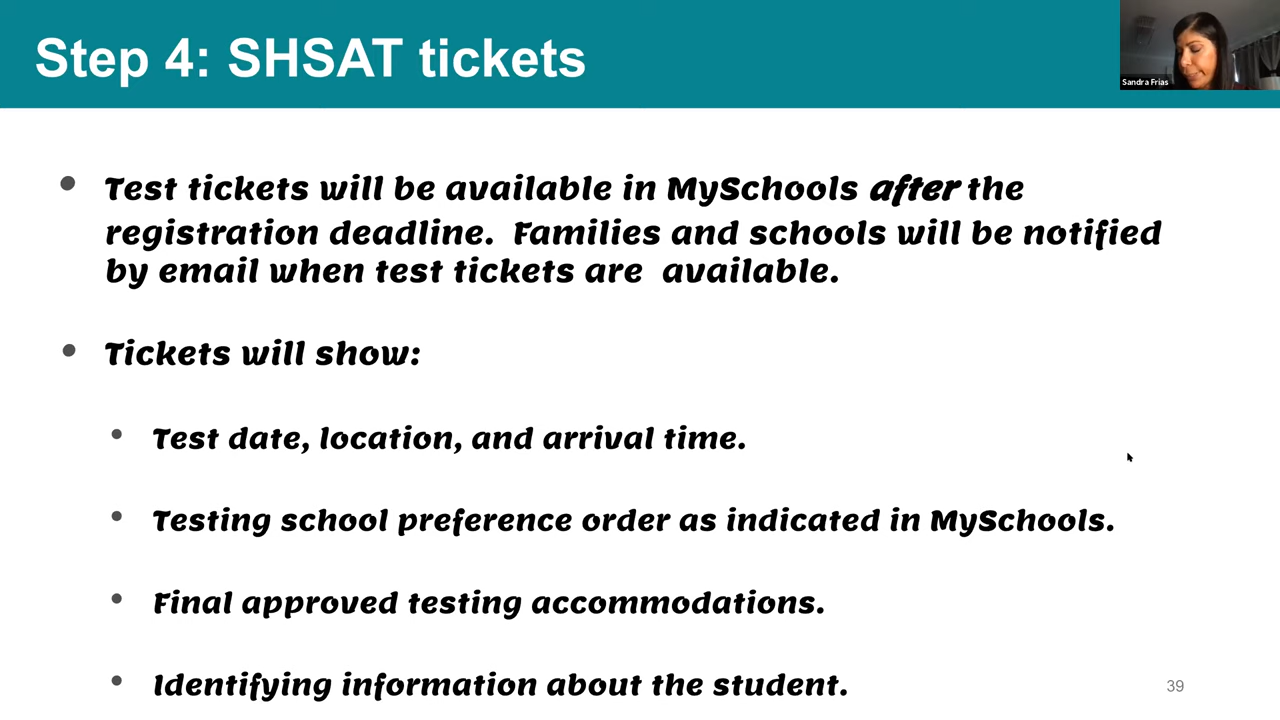 Step 4: SHSAT tickets
Sandra Frias
• Test tickets will be available in MySchools after the
registration deadline.  Families and schools will be notified
by email when test tickets are  available.
• Tickets will show:
• Test date, location, and arrival time.
• Testing school preference order as indicated in MySchools.
• Final approved testing accommodations.
• Identifying information about the student.
39